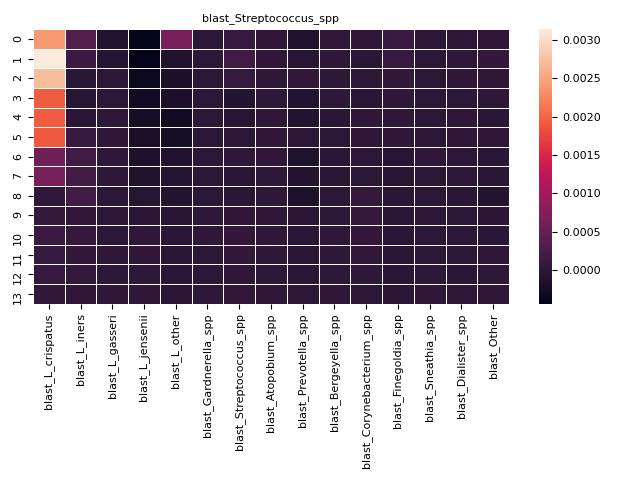 blast_Streptococcus_spp
0
1
2
3
4
5
6
7
8
9
10
11
12
13
blast_L_crispatus
blast_L_iners
blast_L_gasseri
blast_L_jensenii
blast_L_other
blast_Gardnerella_spp
blast_Streptococcus_spp
blast_Atopobium_spp
blast_Prevotella_spp
blast_Bergeyella_spp
blast_Corynebacterium_spp
blast_Finegoldia_spp
blast_Sneathia_spp
blast_Dialister_spp
blast_Other
0.0030
0.0025
0.0020
0.0015
0.0010
0.0005
0.0000